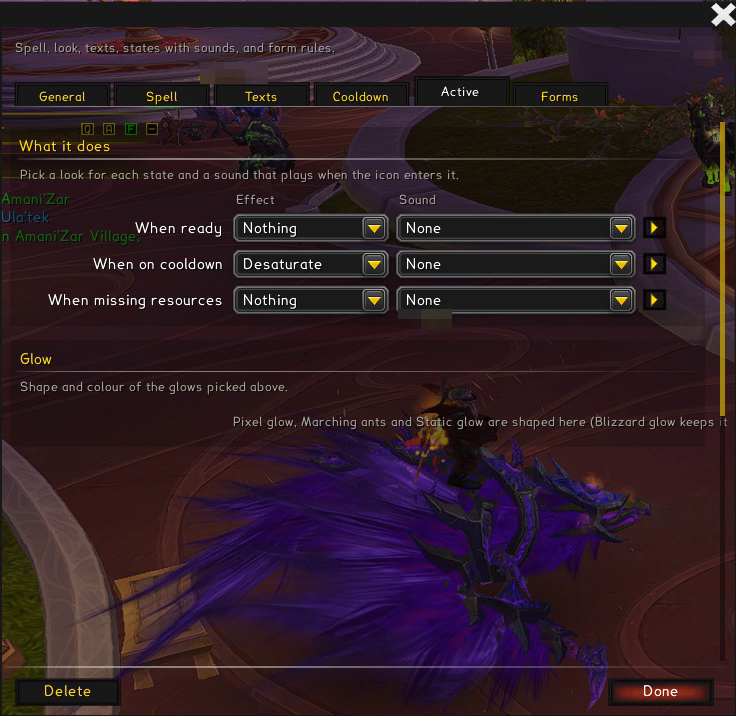 Spell, look, texts, states with sounds, and form rules.
General Spell Texts Cooldown Active Forms
Q A F
What it does
Pick a look for each state and a sound that plays when the icon enters it.
Amani'Zar
Effect Sound
Ula'tek
When ready Nothing None
n Amani'Zar Village.
When on cooldown Desaturate None
When missing resources Nothing None
Glow
Shape and colour of the glows picked above.
Pixel glow, Marching ants and Static glow are shaped here (Blizzard glow keeps it
Delete Done